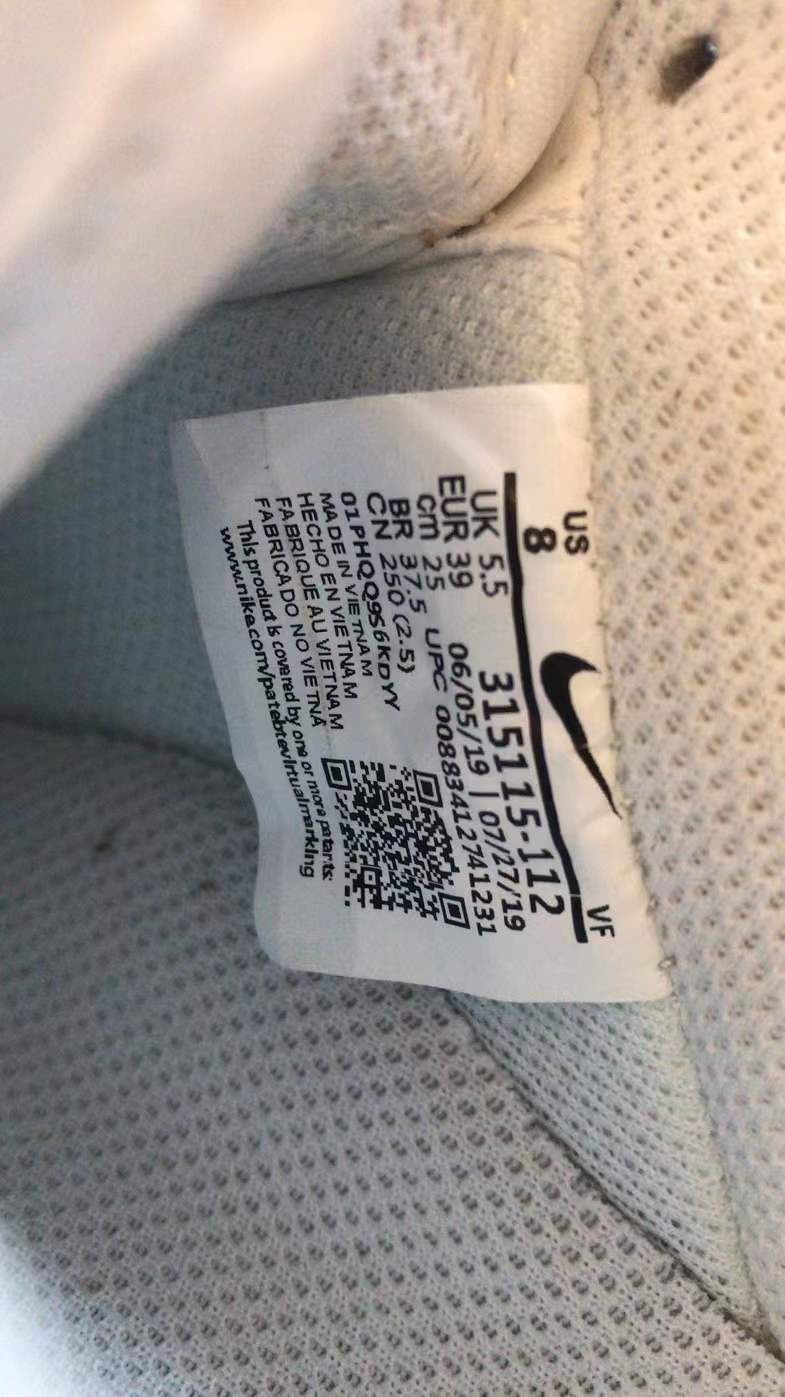 US
8
VF
315115-112
UK 5.5
06/05/19 | 07/27/19
EUR 39
UPC 00883412741231
cm 25
BR 37.5
CN 250 (2.5)
01PHQQ9S6KDYY
MADE IN VIETNAM
HECHO EN VIETNAM
FABRIQUE AU VIETNAM
FABRICADO NO VIETNÃ
This product is covered by one or more patents:
www.nike.com/patebtevirtualmarking